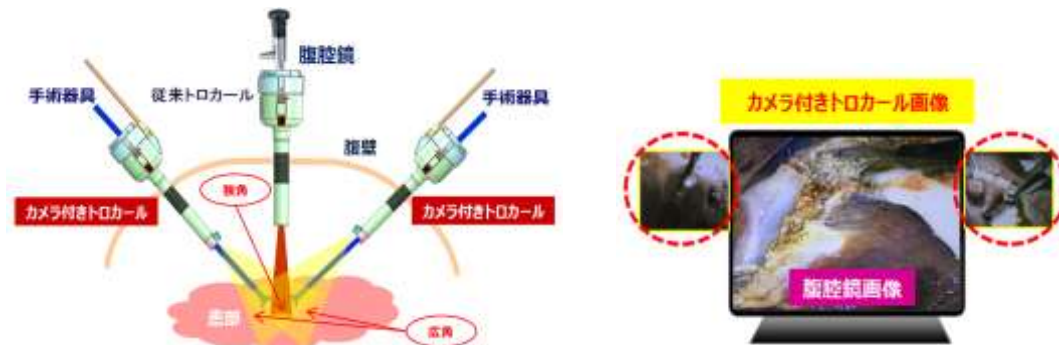 腹腔鏡
手術器具
従来トロカール
手術器具
腹壁
狭角
カメラ付きトロカール
カメラ付きトロカール
患部
広角
カメラ付きトロカール画像
腹腔鏡画像